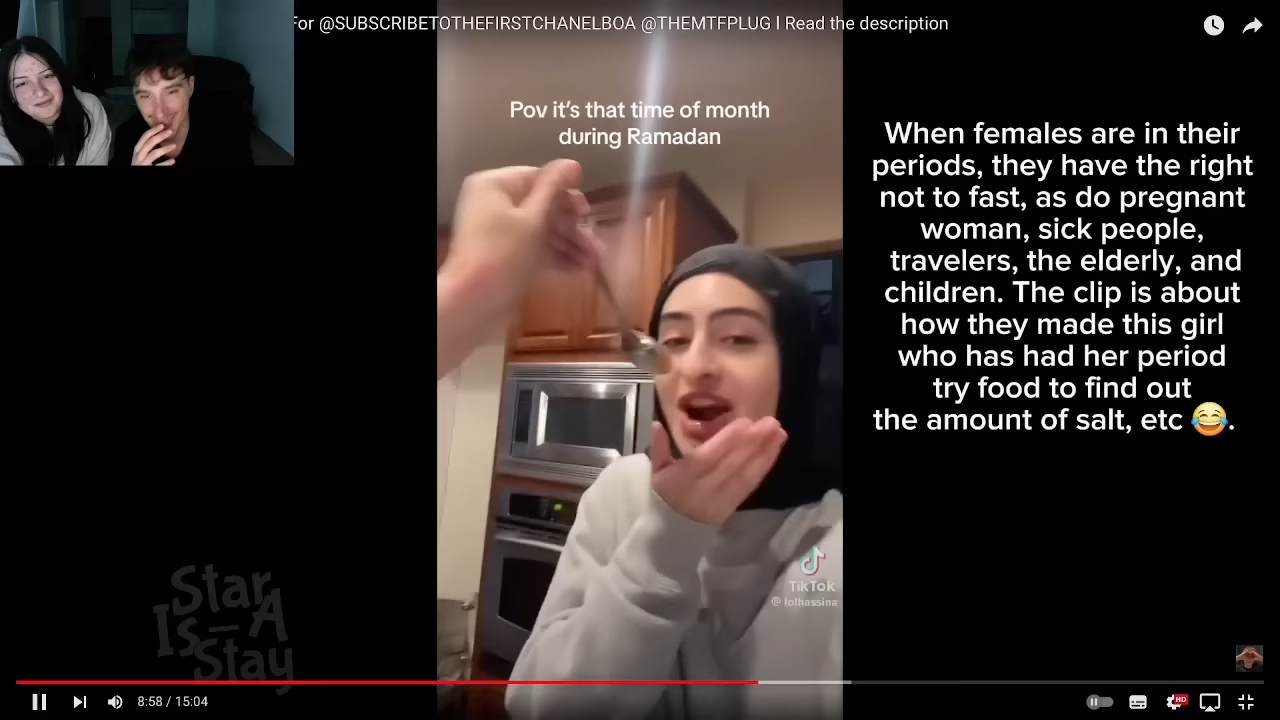 For @SUBSCRIBETOTHEFIRSTCHANELBOA @THEMTFPLUG l Read the description
Pov it's that time of month
during Ramadan
When females are in their
periods, they have the right
not to fast, as do pregnant
woman, sick people,
travelers, the elderly, and
children. The clip is about
how they made this girl
who has had her period
try food to find out
the amount of salt, etc 😂.
TikTok
@lolhassina
Star
Is A
Stay
8:58 / 15:04
HD